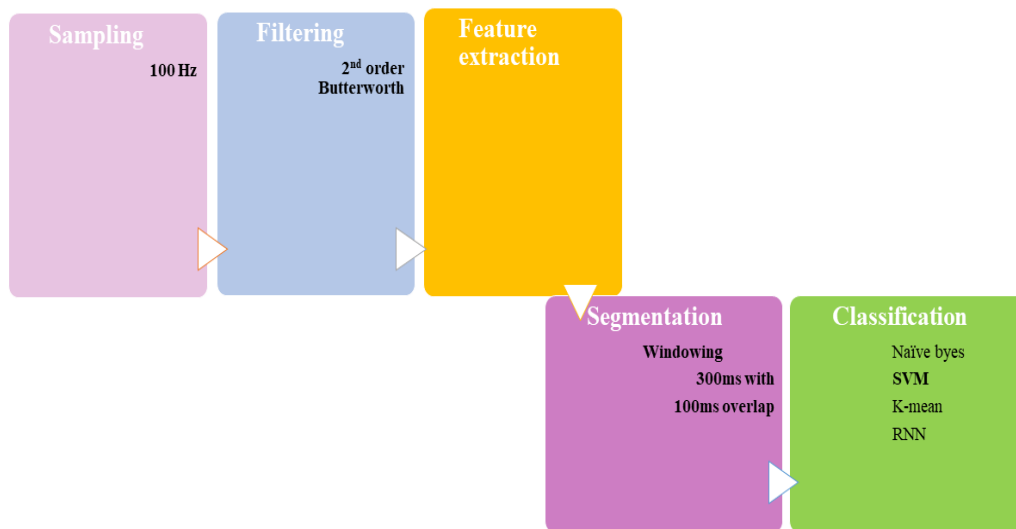 Sampling
100 Hz
Filtering
2nd order
Butterworth
Feature
extraction
Segmentation
Windowing
300ms with
100ms overlap
Classification
Naïve byes
SVM
K-mean
RNN